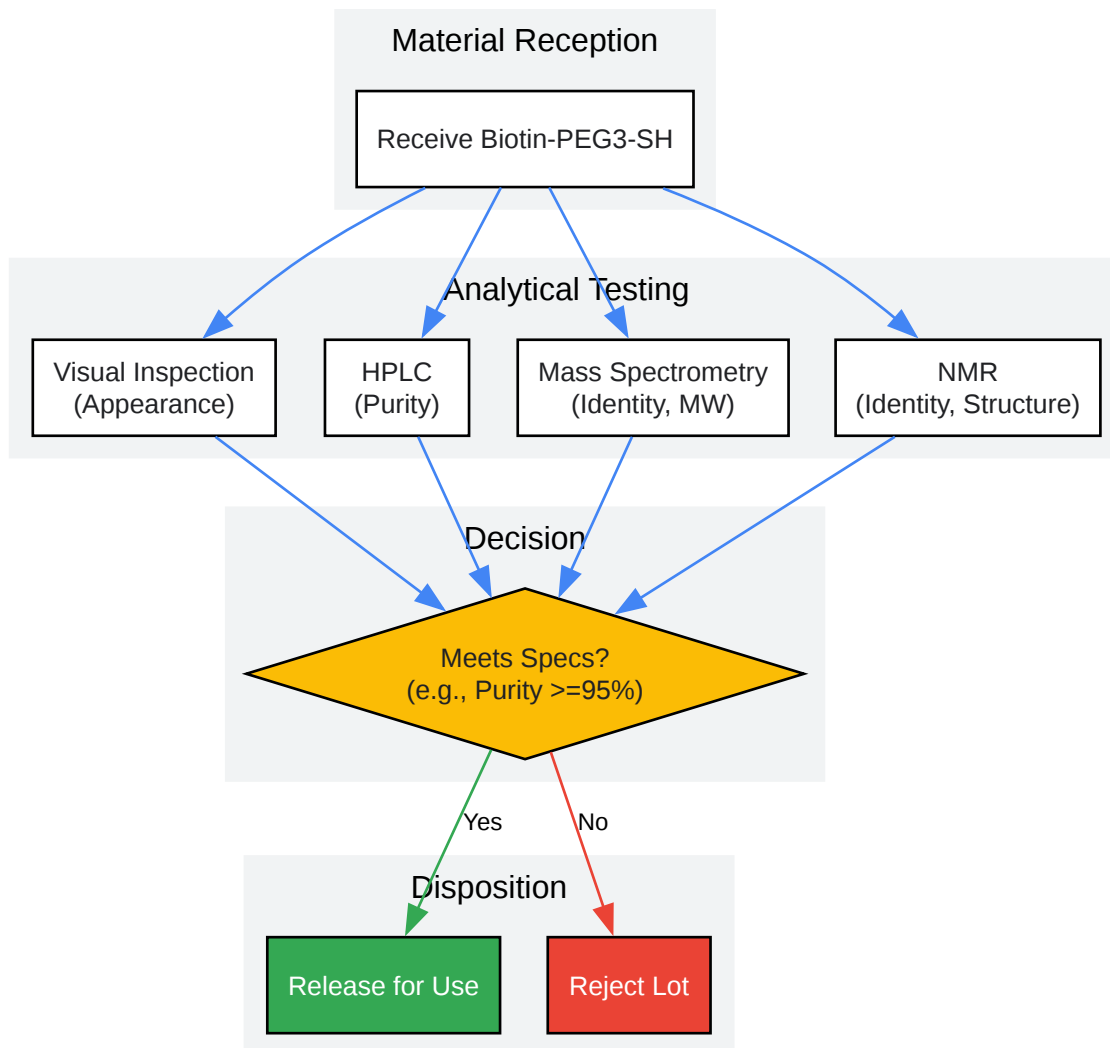 Material Reception
Receive Biotin-PEG3-SH
Analytical Testing
Visual Inspection
(Appearance)
HPLC
(Purity)
Mass Spectrometry
(Identity, MW)
NMR
(Identity, Structure)
Decision
Meets Specs?
(e.g., Purity >=95%)
Yes
No
Disposition
Release for Use
Reject Lot